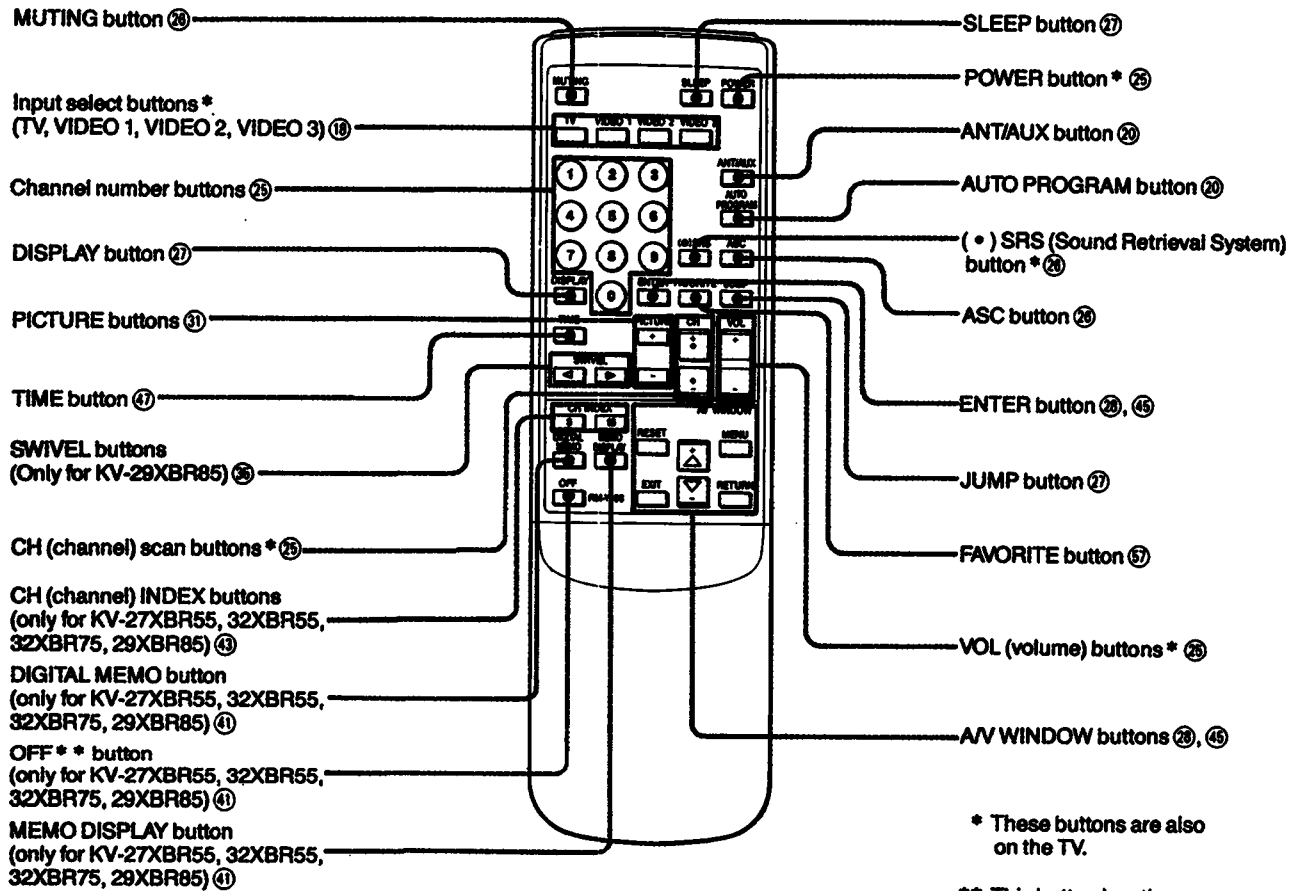 MUTING button ㉖
Input select buttons *
(TV, VIDEO 1, VIDEO 2, VIDEO 3) ⑱
Channel number buttons ㉕
DISPLAY button ㉗
PICTURE buttons ㉛
TIME button ㊼
SWIVEL buttons
(Only for KV-29XBR85) ㊱
CH (channel) scan buttons * ㉕
CH (channel) INDEX buttons
(only for KV-27XBR55, 32XBR55,
32XBR75, 29XBR85) ㊸
DIGITAL MEMO button
(only for KV-27XBR55, 32XBR55,
32XBR75, 29XBR85) ㊶
OFF * * button
(only for KV-27XBR55, 32XBR55,
32XBR75, 29XBR85) ㊶
MEMO DISPLAY button
(only for KV-27XBR55, 32XBR55,
32XBR75, 29XBR85) ㊶
MUTING
SLEEP POWER
TV VIDEO 1 VIDEO 2 VIDEO 3
1 2 3
ANT/AUX
AUTO
PROGRAM
4 5 6
7 8 9
(•)SRS ASC
DISPLAY 0 ENTER FAVORITE JUMP
TIME PICTURE CH VOL
+ + +
SWIVEL
- - -
CH INDEX
A/V WINDOW
DIGITAL
MEMO
MEMO
DISPLAY
RESET MENU
+
OFF
EXIT RETURN
-
SLEEP button ㉗
POWER button * ㉕
ANT/AUX button ⑳
AUTO PROGRAM button ⑳
( • ) SRS (Sound Retrieval System)
button * ㉖
ASC button ㉖
ENTER button ㉘, ㊺
JUMP button ㉗
FAVORITE button 57
VOL (volume) buttons * ㉕
A/V WINDOW buttons ㉘, ㊺
* These buttons are also
on the TV.